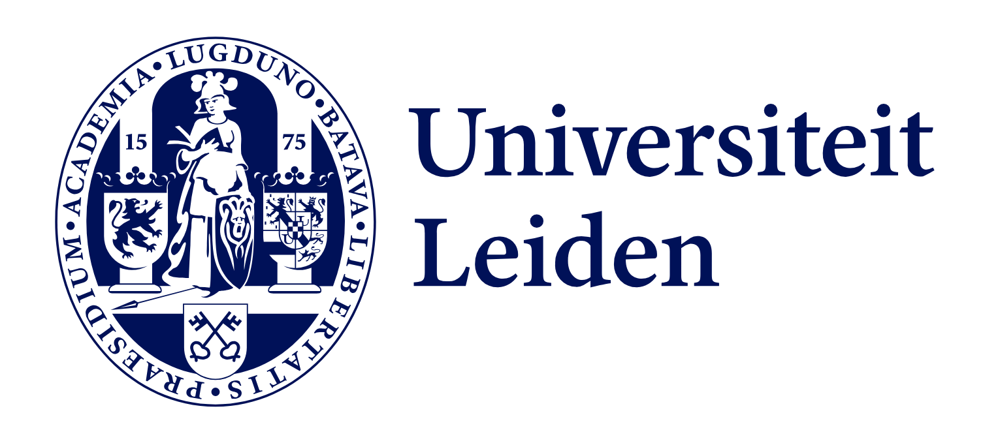 ACADEMIA • LUGDUNO • BATAVA • LIBERTATIS • PRAESIDIUM •
15 75
Universiteit
Leiden